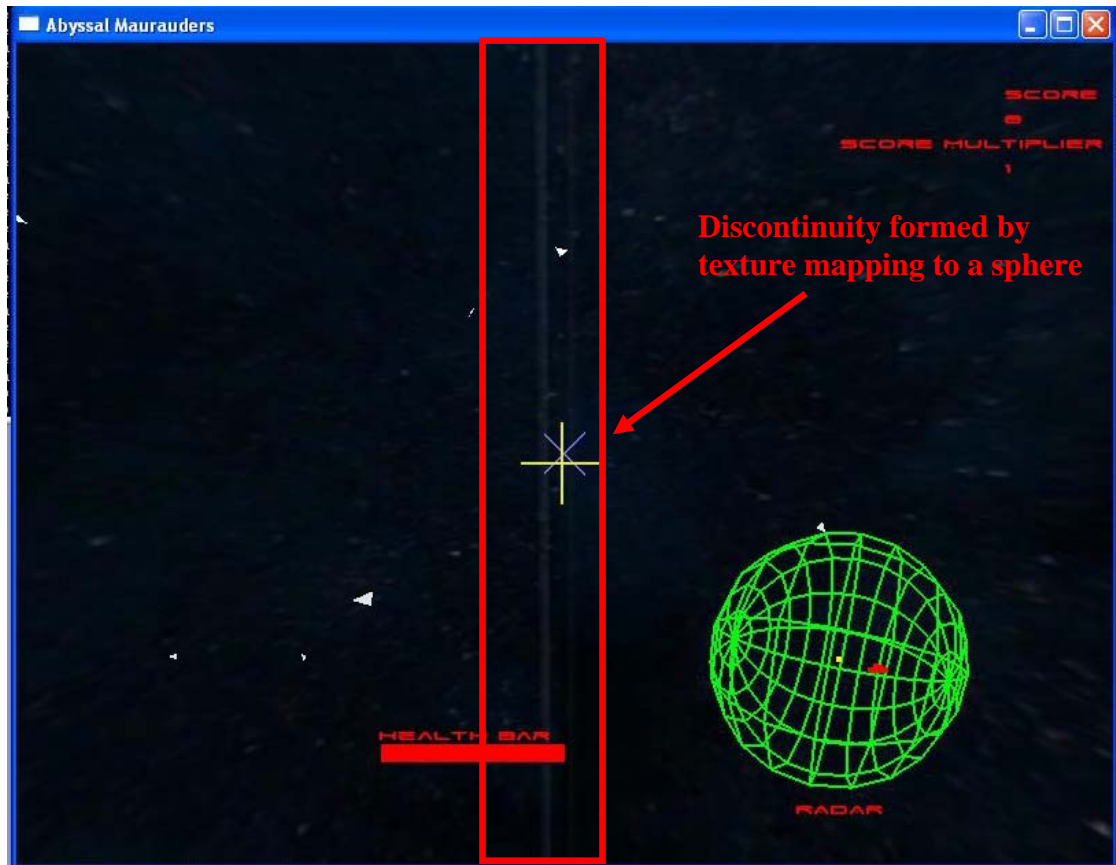 Abyssal Maurauders
SCORE
0
SCORE MULTIPLIER
1
Discontinuity formed by
texture mapping to a sphere
HEALTH BAR
RADAR